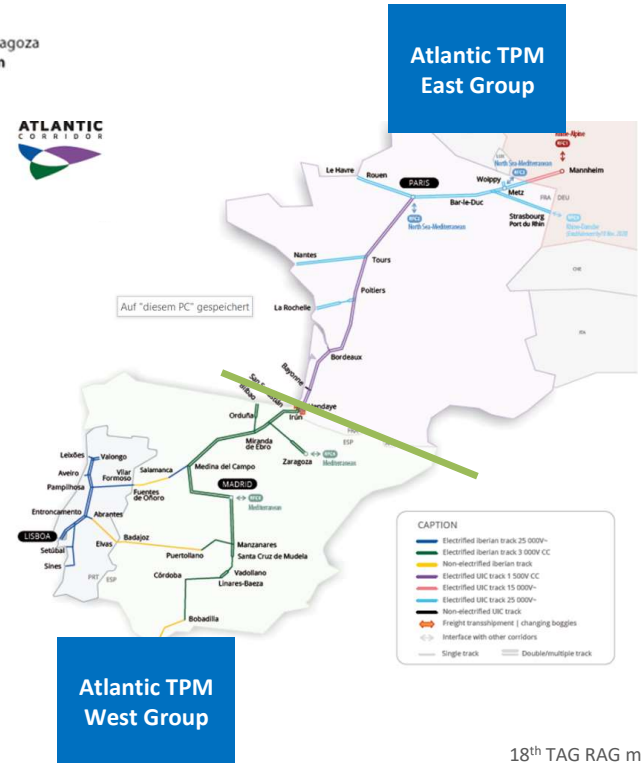 agoza
Atlantic TPM
East Group
ATLANTIC
CORRIDOR
Le Havre
Rouen
PARIS
North Sea-Mediterranean
North Sea-Mediterranean
Woippy
Metz
Mannheim
Bar-le-Duc
FRA
DEU
Strasbourg
Port du Rhin
Nantes
Tours
Poitiers
Auf "diesem PC" gespeichert
La Rochelle
Bordeaux
Bayonne
Irún
Orduña
Miranda
de Ebro
ESP
Zaragoza
Mediterranean
Leixões
Valongo
Aveiro
Vilar
Formoso
Salamanca
Medina del Campo
Pampilhosa
Fuentes
de Oñoro
MADRID
Mediterranean
Entroncamento
Abrantes
LISBOA
Setúbal
Sines
Elvas
Badajoz
Puertollano
Manzanares
Santa Cruz de Mudela
PRT
ESP
Córdoba
Vadollano
Linares-Baeza
Bobadilla
CAPTION
Electrified Iberian track 25 000V~
Electrified Iberian track 3 000V CC
Non-electrified Iberian track
Electrified UIC track 1 500V CC
Electrified UIC track 15 000V~
Electrified UIC track 25 000V~
Non-electrified UIC track
Freight transshipment | changing boggies
Interface with other corridors
Single track
Double/multiple track
Atlantic TPM
West Group
18th TAG RAG m